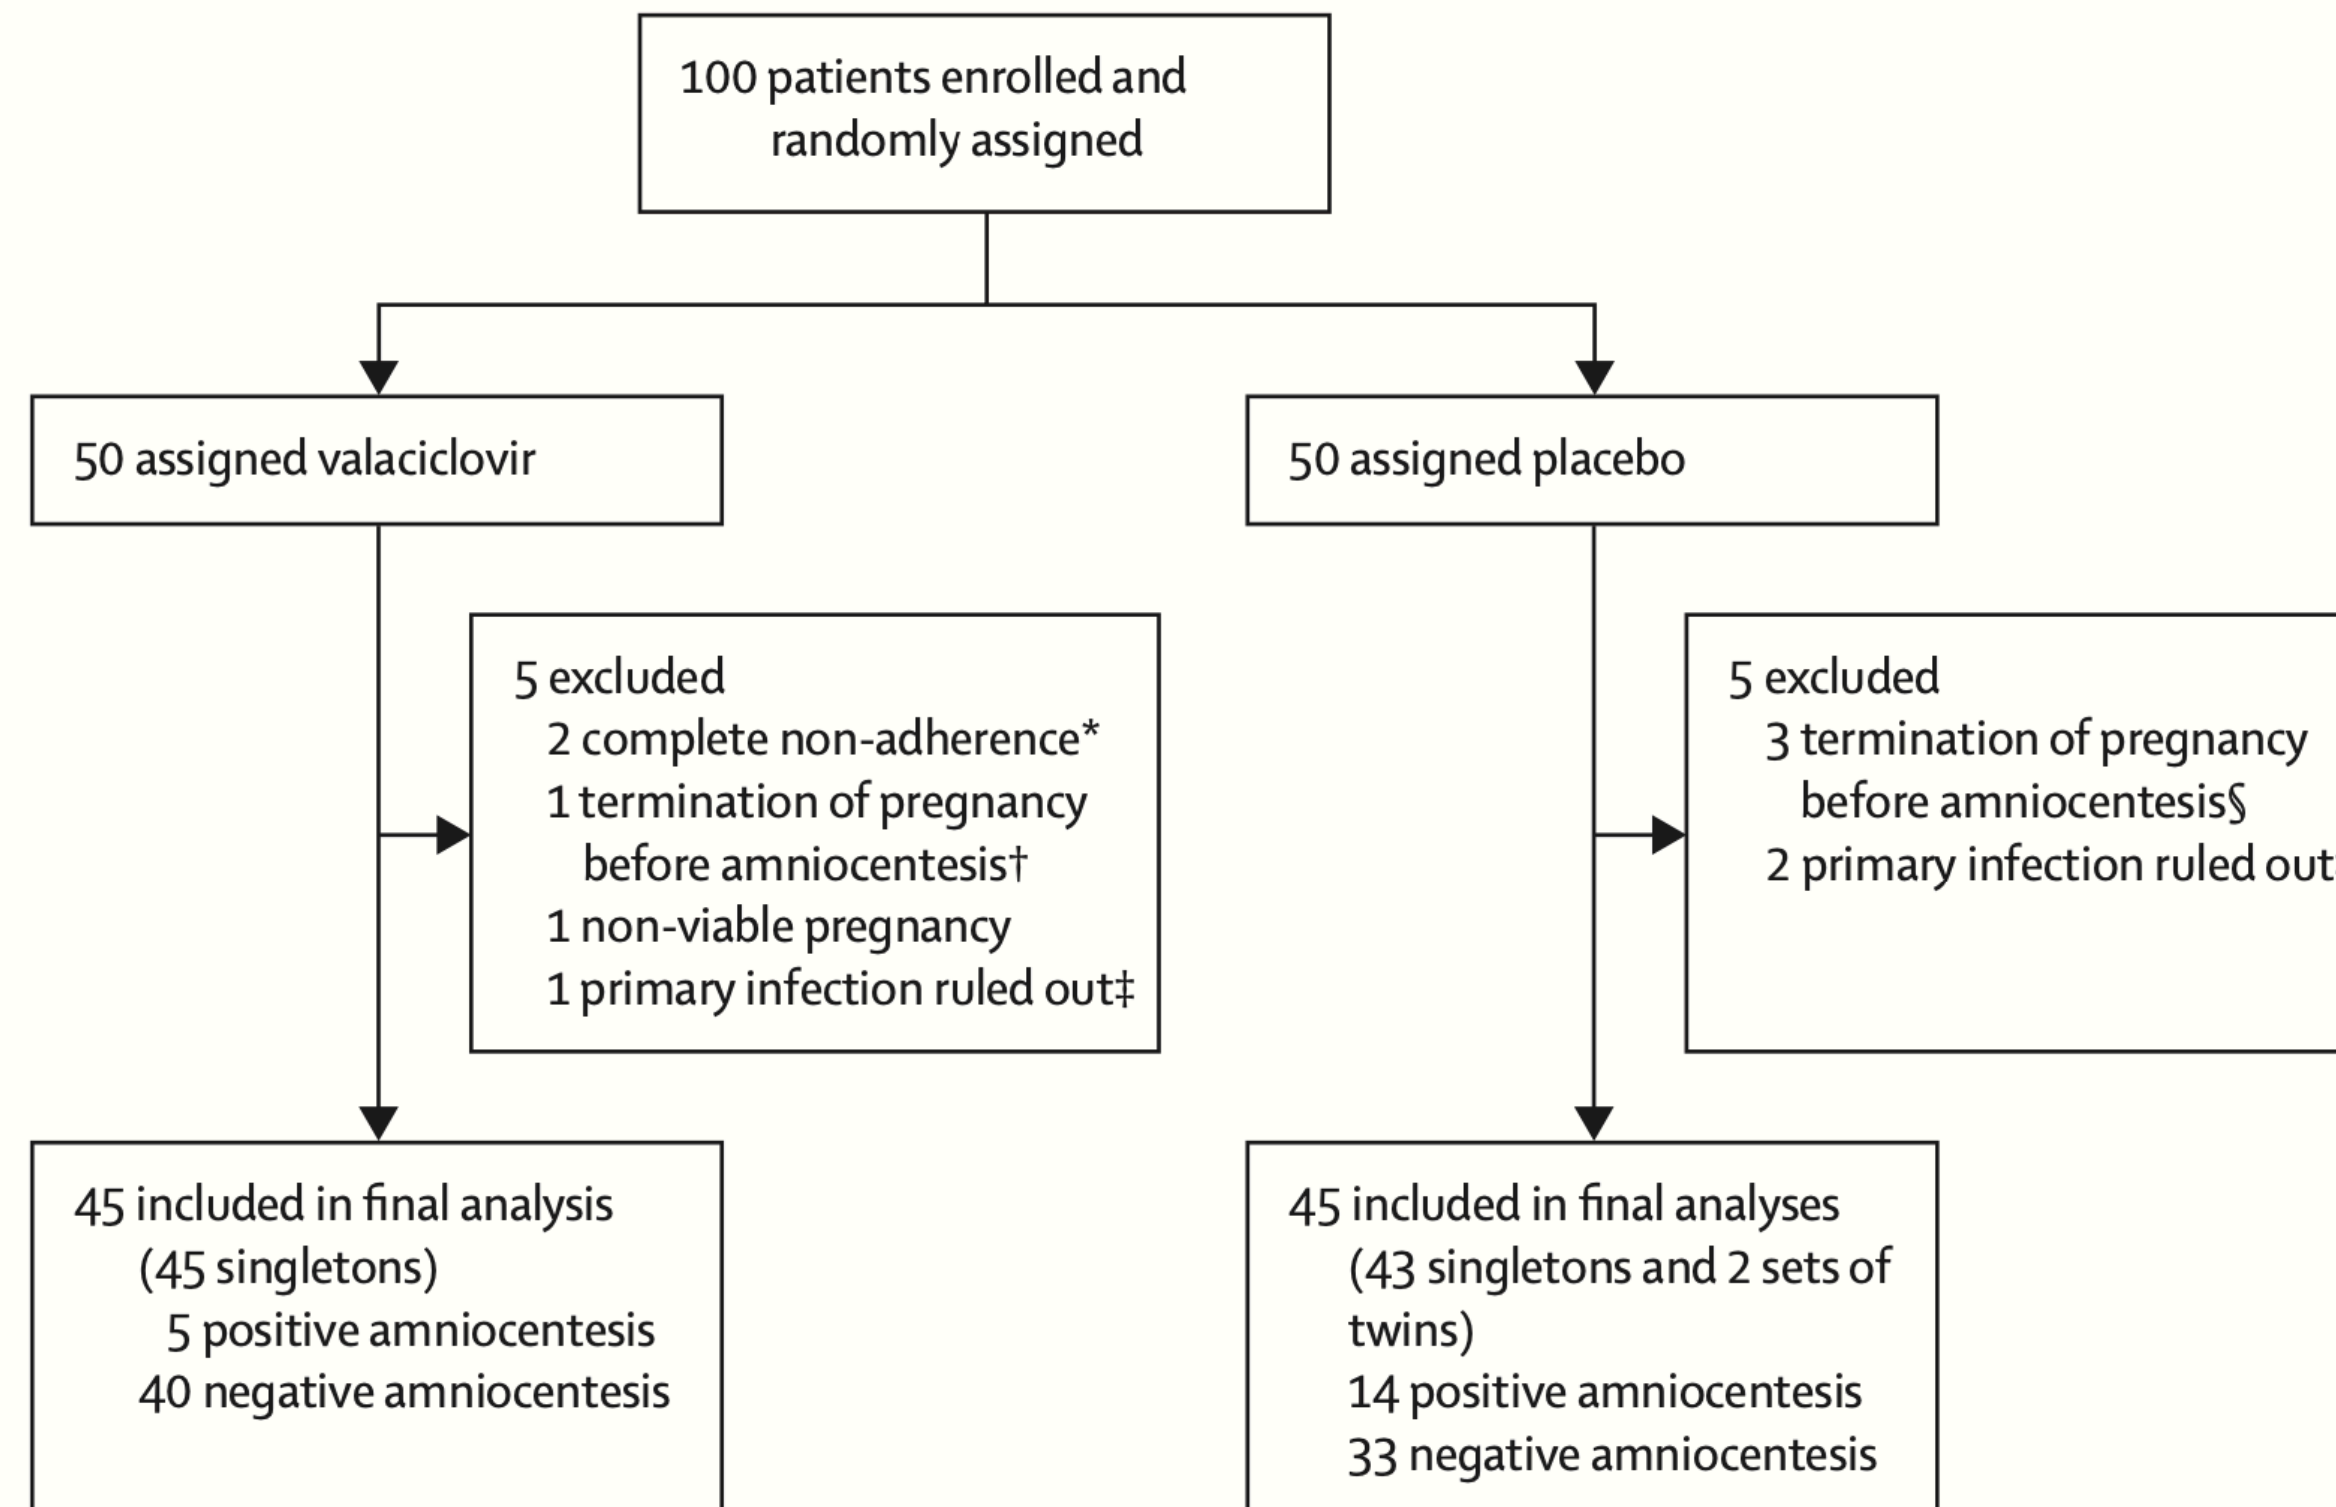 100 patients enrolled and
randomly assigned
50 assigned valaciclovir
50 assigned placebo
5 excluded
2 complete non-adherence*
1 termination of pregnancy
before amniocentesis†
1 non-viable pregnancy
1 primary infection ruled out‡
5 excluded
3 termination of pregnancy
before amniocentesis§
2 primary infection ruled out
45 included in final analysis
(45 singletons)
5 positive amniocentesis
40 negative amniocentesis
45 included in final analyses
(43 singletons and 2 sets of
twins)
14 positive amniocentesis
33 negative amniocentesis